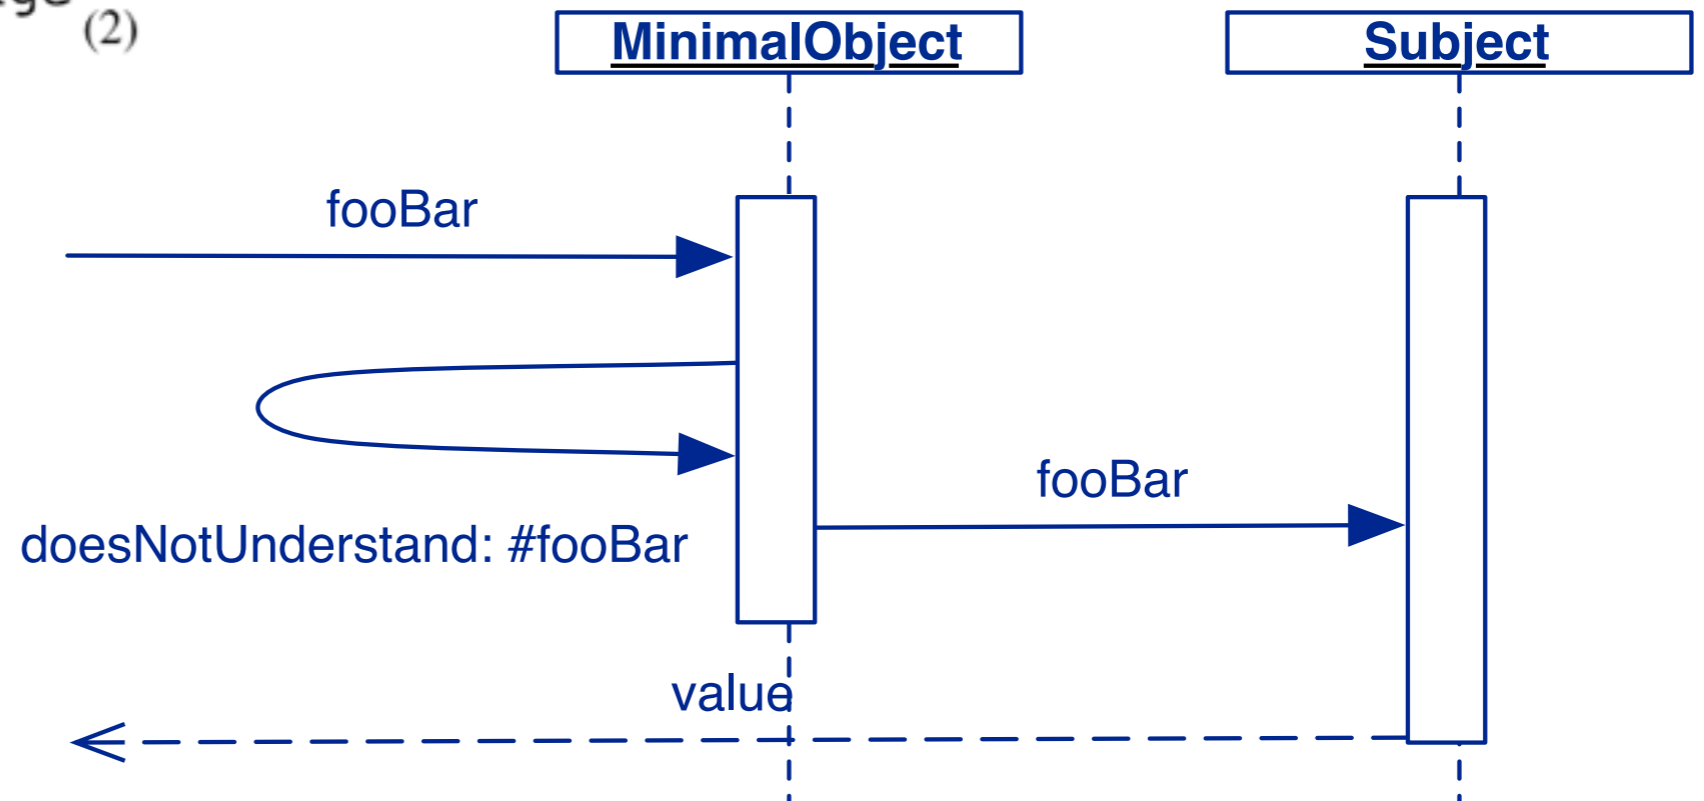 (2)
MinimalObject
Subject
fooBar
fooBar
doesNotUnderstand: #fooBar
value